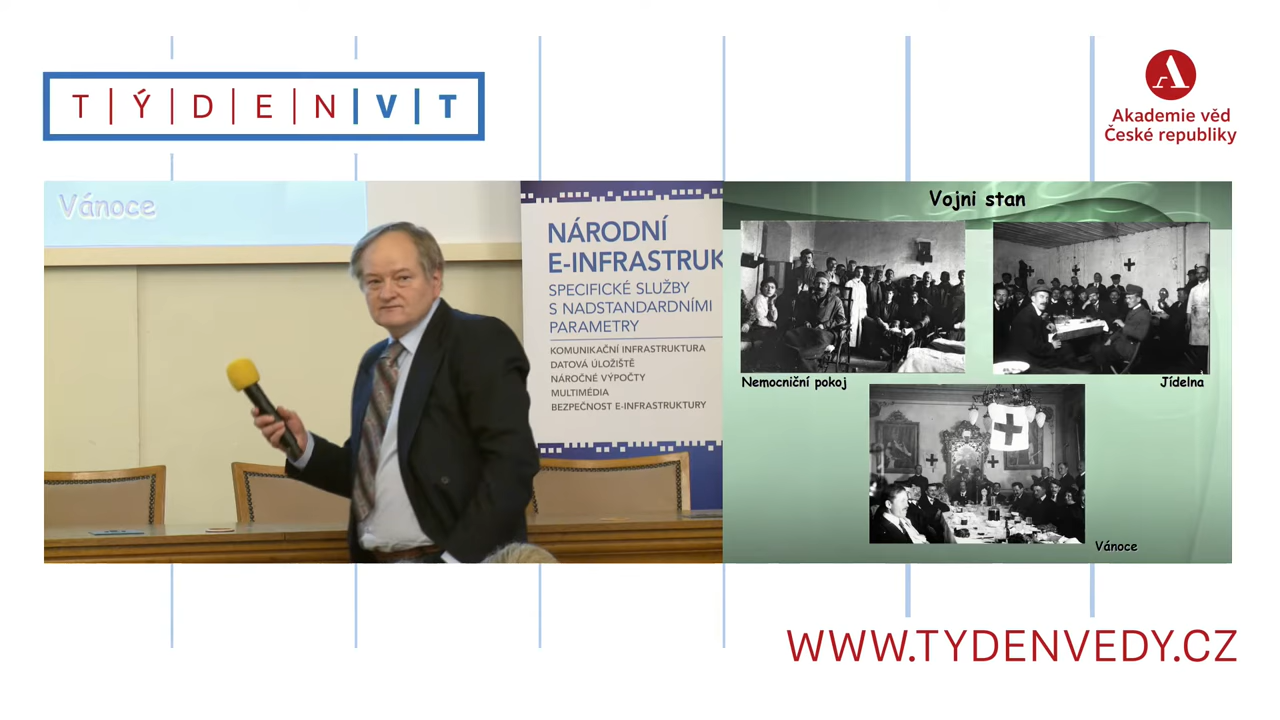 T|Ý|D|E|N|V|T
Akademie věd
České republiky
Vánoce
NÁRODNÍ
E-INFRASTRUK
SPECIFICKÉ SLUŽBY
S NADSTANDARDNÍMI
PARAMETRY
KOMUNIKAČNÍ INFRASTRUKTURA
DATOVÁ ÚLOŽIŠTĚ
NÁROČNÉ VÝPOČTY
MULTIMÉDIA
BEZPEČNOST E-INFRASTRUKTURY
Vojni stan
Nemocniční pokoj
Jídelna
Vánoce
WWW.TYDENVEDY.CZ